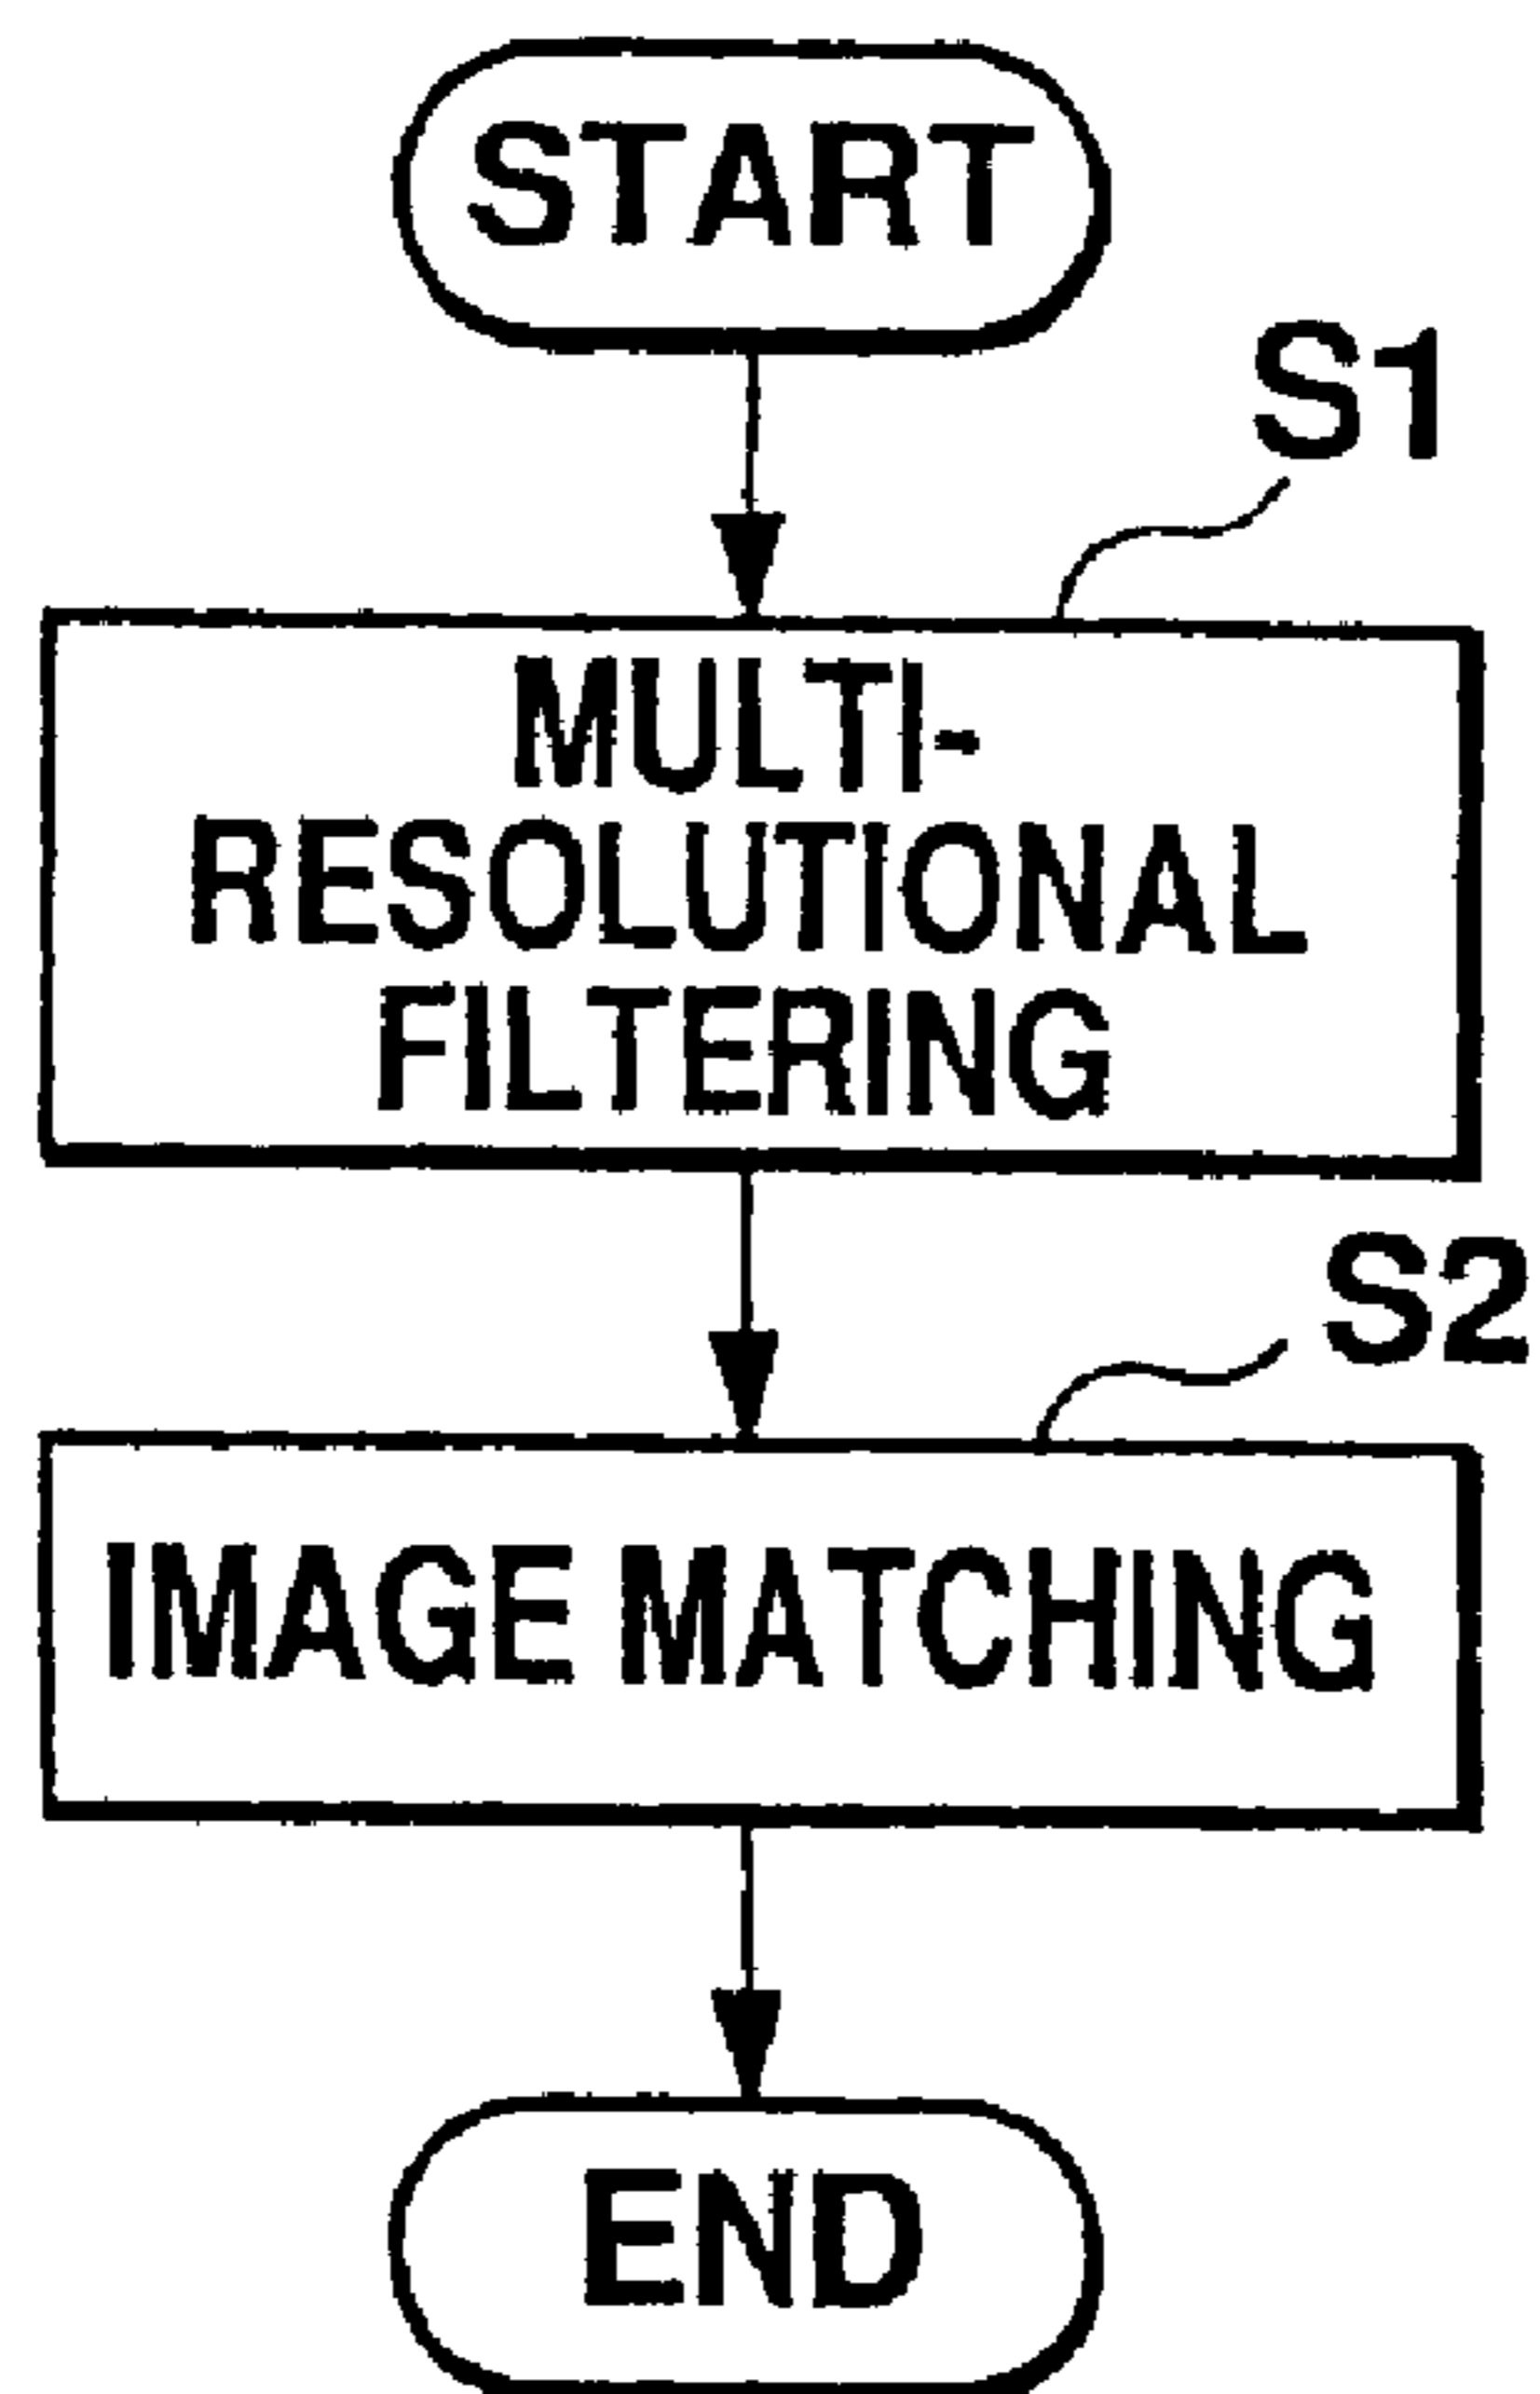 START
S1
MULTI-
RESOLUTIONAL
FILTERING
S2
IMAGE MATCHING
END